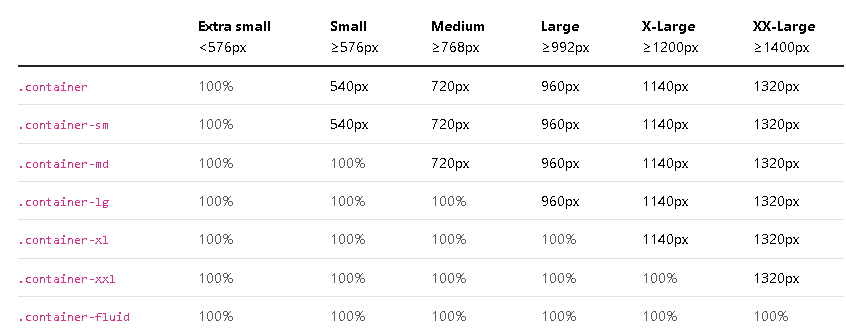 Extra small Small Medium Large X-Large XX-Large
<576px ≥576px ≥768px ≥992px ≥1200px ≥1400px
.container 100% 540px 720px 960px 1140px 1320px
.container-sm 100% 540px 720px 960px 1140px 1320px
.container-md 100% 100% 720px 960px 1140px 1320px
.container-lg 100% 100% 100% 960px 1140px 1320px
.container-xl 100% 100% 100% 100% 1140px 1320px
.container-xxl 100% 100% 100% 100% 100% 1320px
.container-fluid 100% 100% 100% 100% 100% 100%